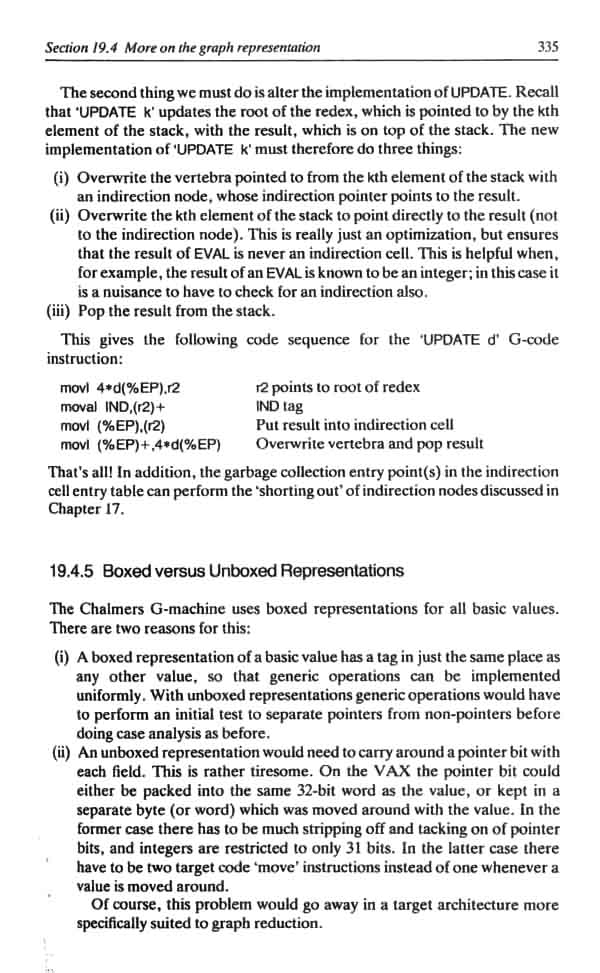 Section 19.4 More on the graph representation 335
The second thing we must do is alter the implementation of UPDATE. Recall
that 'UPDATE k' updates the root of the redex, which is pointed to by the kth
element of the stack, with the result, which is on top of the stack. The new
implementation of 'UPDATE k' must therefore do three things:
(i) Overwrite the vertebra pointed to from the kth element of the stack with
an indirection node, whose indirection pointer points to the result.
(ii) Overwrite the kth element of the stack to point directly to the result (not
to the indirection node). This is really just an optimization, but ensures
that the result of EVAL is never an indirection cell. This is helpful when,
for example, the result of an EVAL is known to be an integer; in this case it
is a nuisance to have to check for an indirection also.
(iii) Pop the result from the stack.
This gives the following code sequence for the 'UPDATE d' G-code
instruction:
movl 4*d(%EP),r2 r2 points to root of redex
moval IND,(r2)+ IND tag
movl (%EP),(r2) Put result into indirection cell
movl (%EP)+,4*d(%EP) Overwrite vertebra and pop result
That's all! In addition, the garbage collection entry point(s) in the indirection
cell entry table can perform the 'shorting out' of indirection nodes discussed in
Chapter 17.
19.4.5 Boxed versus Unboxed Representations
The Chalmers G-machine uses boxed representations for all basic values.
There are two reasons for this:
(i) A boxed representation of a basic value has a tag in just the same place as
any other value, so that generic operations can be implemented
uniformly. With unboxed representations generic operations would have
to perform an initial test to separate pointers from non-pointers before
doing case analysis as before.
(ii) An unboxed representation would need to carry around a pointer bit with
each field. This is rather tiresome. On the VAX the pointer bit could
either be packed into the same 32-bit word as the value, or kept in a
separate byte (or word) which was moved around with the value. In the
former case there has to be much stripping off and tacking on of pointer
bits, and integers are restricted to only 31 bits. In the latter case there
have to be two target code 'move' instructions instead of one whenever a
value is moved around.
Of course, this problem would go away in a target architecture more
specifically suited to graph reduction.